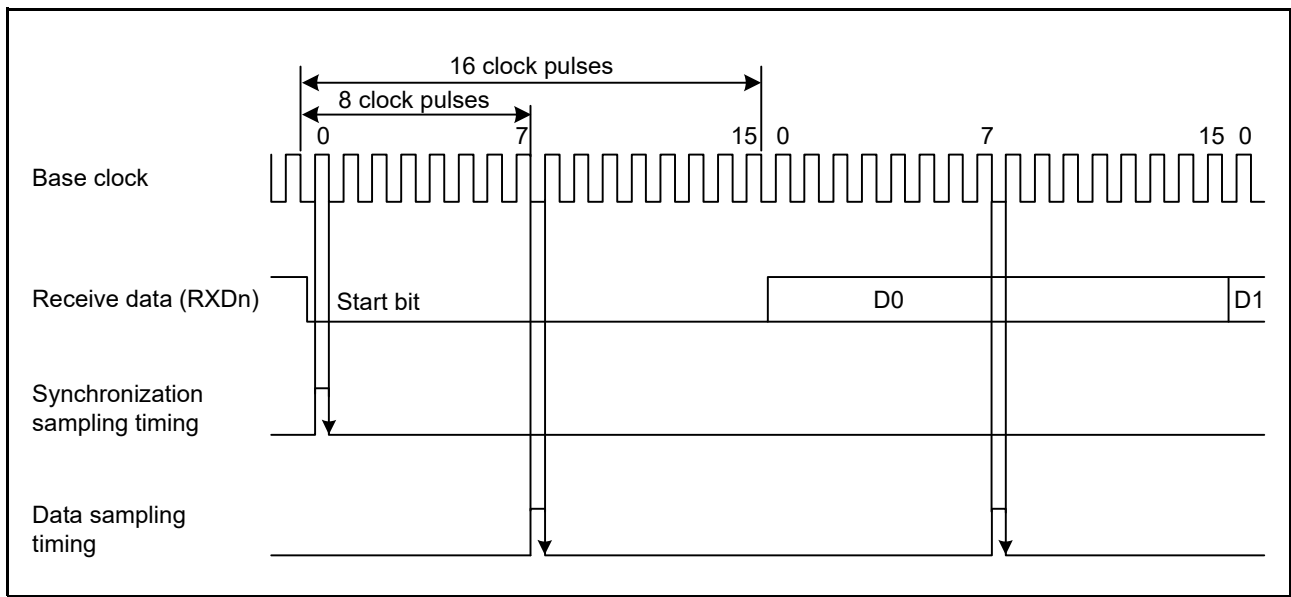 16 clock pulses
8 clock pulses
0 7 15 0 7 15 0
Base clock
Receive data (RXDn)
Start bit
D0
D1
Synchronization
sampling timing
Data sampling
timing